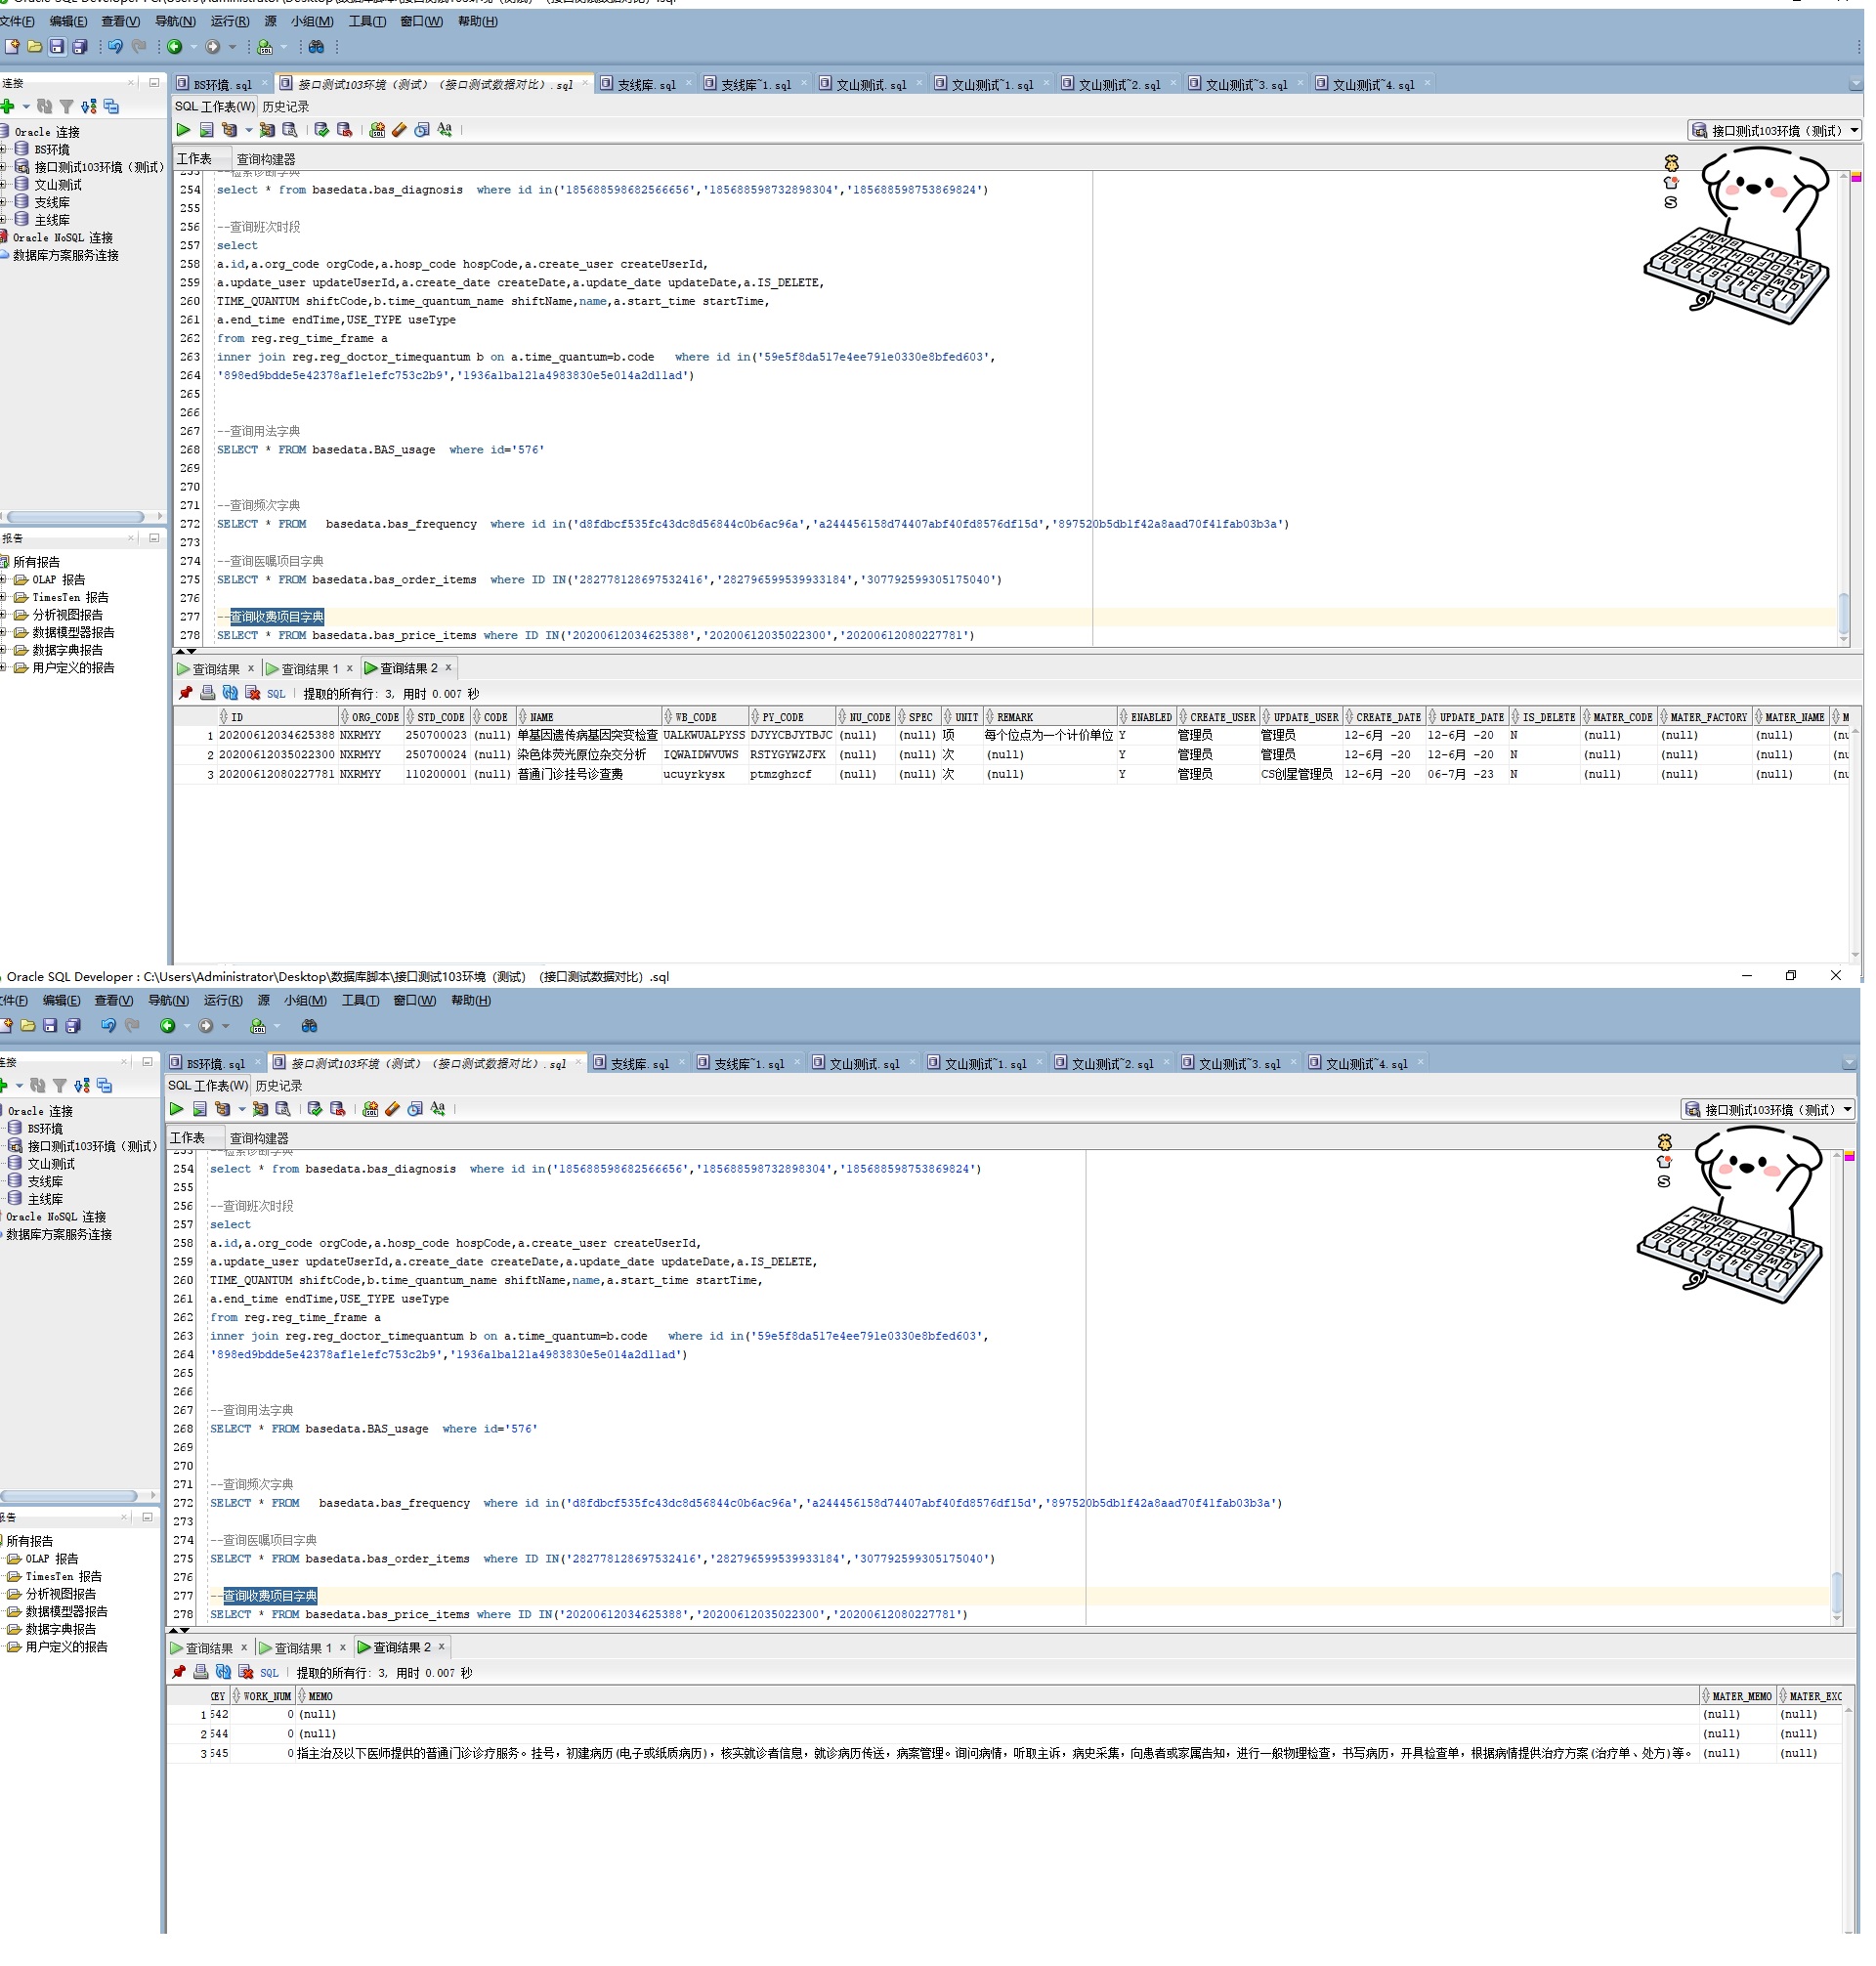 Oracle SQL Developer : C:\Users\Administrator\Desktop\数据库脚本\接口测试103环境（测试）（接口测试数据对比）.sql
文件(F) 编辑(E) 查看(V) 导航(N) 运行(R) 源 小组(M) 工具(T) 窗口(W) 帮助(H)
连接
BS环境.sql 接口测试103环境（测试）（接口测试数据对比）.sql 支线库.sql 支线库~1.sql 文山测试.sql 文山测试~1.sql 文山测试~2.sql 文山测试~3.sql 文山测试~4.sql
SQL 工作表(W) 历史记录
接口测试103环境（测试）
Oracle 连接
BS环境
接口测试103环境（测试）
文山测试
支线库
主线库
Oracle NoSQL 连接
数据库方案服务连接
报告
所有报告
OLAP 报告
TimesTen 报告
分析视图报告
数据模型器报告
数据字典报告
用户定义的报告
工作表 查询构建器
253 --检索诊断字典
254 select * from basedata.bas_diagnosis  where id in('185688598682566656','185688598732898304','185688598753869824')
255
256 --查询班次时段
257 select
258 a.id,a.org_code orgCode,a.hosp_code hospCode,a.create_user createUserId,
259 a.update_user updateUserId,a.create_date createDate,a.update_date updateDate,a.IS_DELETE,
260 TIME_QUANTUM shiftCode,b.time_quantum_name shiftName,name,a.start_time startTime,
261 a.end_time endTime,USE_TYPE useType
262 from reg.reg_time_frame a
263 inner join reg.reg_doctor_timequantum b on a.time_quantum=b.code   where id in('59e5f8da517e4ee791e0330e8bfed603',
264 '898ed9bdde5e42378af1e1efc753c2b9','1936a1ba121a4983830e5e014a2d11ad')
265
266
267 --查询用法字典
268 SELECT * FROM basedata.BAS_usage  where id='576'
269
270
271 --查询频次字典
272 SELECT * FROM   basedata.bas_frequency  where id in('d8fdbcf535fc43dc8d56844c0b6ac96a','a244456158d74407abf40fd8576df15d','897520b5db1f42a8aad70f41fab03b3a')
273
274 --查询医嘱项目字典
275 SELECT * FROM basedata.bas_order_items  where ID IN('282778128697532416','282796599539933184','307792599305175040')
276
277 --查询收费项目字典
278 SELECT * FROM basedata.bas_price_items where ID IN('20200612034625388','20200612035022300','20200612080227781')
查询结果 × 查询结果 1 × 查询结果 2 ×
SQL 提取的所有行: 3, 用时 0.007 秒
ID ORG_CODE STD_CODE CODE NAME WB_CODE PY_CODE NU_CODE SPEC UNIT REMARK ENABLED CREATE_USER UPDATE_USER CREATE_DATE UPDATE_DATE IS_DELETE MATER_CODE MATER_FACTORY MATER_NAME M
1 20200612034625388 NXRMYY 250700023 (null) 单基因遗传病基因突变检查 UALKWUALPYSS DJYYCBJYTBJC (null) (null) 项 每个位点为一个计价单位 Y 管理员 管理员 12-6月 -20 12-6月 -20 N (null) (null) (null) (nu
2 20200612035022300 NXRMYY 250700024 (null) 染色体荧光原位杂交分析 IQWAIDWVUWS RSTYGYWZJFX (null) (null) 次 (null) Y 管理员 管理员 12-6月 -20 12-6月 -20 N (null) (null) (null) (nu
3 20200612080227781 NXRMYY 110200001 (null) 普通门诊挂号诊查费 ucuyrkysx ptmzghzcf (null) (null) 次 (null) Y 管理员 CS创星管理员 12-6月 -20 06-7月 -23 N (null) (null) (null) (nu
Oracle SQL Developer : C:\Users\Administrator\Desktop\数据库脚本\接口测试103环境（测试）（接口测试数据对比）.sql
文件(F) 编辑(E) 查看(V) 导航(N) 运行(R) 源 小组(M) 工具(T) 窗口(W) 帮助(H)
连接
BS环境.sql 接口测试103环境（测试）（接口测试数据对比）.sql 支线库.sql 支线库~1.sql 文山测试.sql 文山测试~1.sql 文山测试~2.sql 文山测试~3.sql 文山测试~4.sql
SQL 工作表(W) 历史记录
接口测试103环境（测试）
Oracle 连接
BS环境
接口测试103环境（测试）
文山测试
支线库
主线库
Oracle NoSQL 连接
数据库方案服务连接
报告
所有报告
OLAP 报告
TimesTen 报告
分析视图报告
数据模型器报告
数据字典报告
用户定义的报告
工作表 查询构建器
253 --检索诊断字典
254 select * from basedata.bas_diagnosis  where id in('185688598682566656','185688598732898304','185688598753869824')
255
256 --查询班次时段
257 select
258 a.id,a.org_code orgCode,a.hosp_code hospCode,a.create_user createUserId,
259 a.update_user updateUserId,a.create_date createDate,a.update_date updateDate,a.IS_DELETE,
260 TIME_QUANTUM shiftCode,b.time_quantum_name shiftName,name,a.start_time startTime,
261 a.end_time endTime,USE_TYPE useType
262 from reg.reg_time_frame a
263 inner join reg.reg_doctor_timequantum b on a.time_quantum=b.code   where id in('59e5f8da517e4ee791e0330e8bfed603',
264 '898ed9bdde5e42378af1e1efc753c2b9','1936a1ba121a4983830e5e014a2d11ad')
265
266
267 --查询用法字典
268 SELECT * FROM basedata.BAS_usage  where id='576'
269
270
271 --查询频次字典
272 SELECT * FROM   basedata.bas_frequency  where id in('d8fdbcf535fc43dc8d56844c0b6ac96a','a244456158d74407abf40fd8576df15d','897520b5db1f42a8aad70f41fab03b3a')
273
274 --查询医嘱项目字典
275 SELECT * FROM basedata.bas_order_items  where ID IN('282778128697532416','282796599539933184','307792599305175040')
276
277 --查询收费项目字典
278 SELECT * FROM basedata.bas_price_items where ID IN('20200612034625388','20200612035022300','20200612080227781')
查询结果 × 查询结果 1 × 查询结果 2 ×
SQL 提取的所有行: 3, 用时 0.007 秒
KEY WORK_NUM MEMO MATER_MEMO MATER_EXC
1 542 0 (null) (null) (null)
2 544 0 (null) (null) (null)
3 545 0 指主治及以下医师提供的普通门诊诊疗服务。挂号，初建病历(电子或纸质病历)，核实就诊者信息，就诊病历传送，病案管理。询问病情，听取主诉，病史采集，向患者或家属告知，进行一般物理检查，书写病历，开具检查单，根据病情提供治疗方案(治疗单、处方)等。 (null) (null)